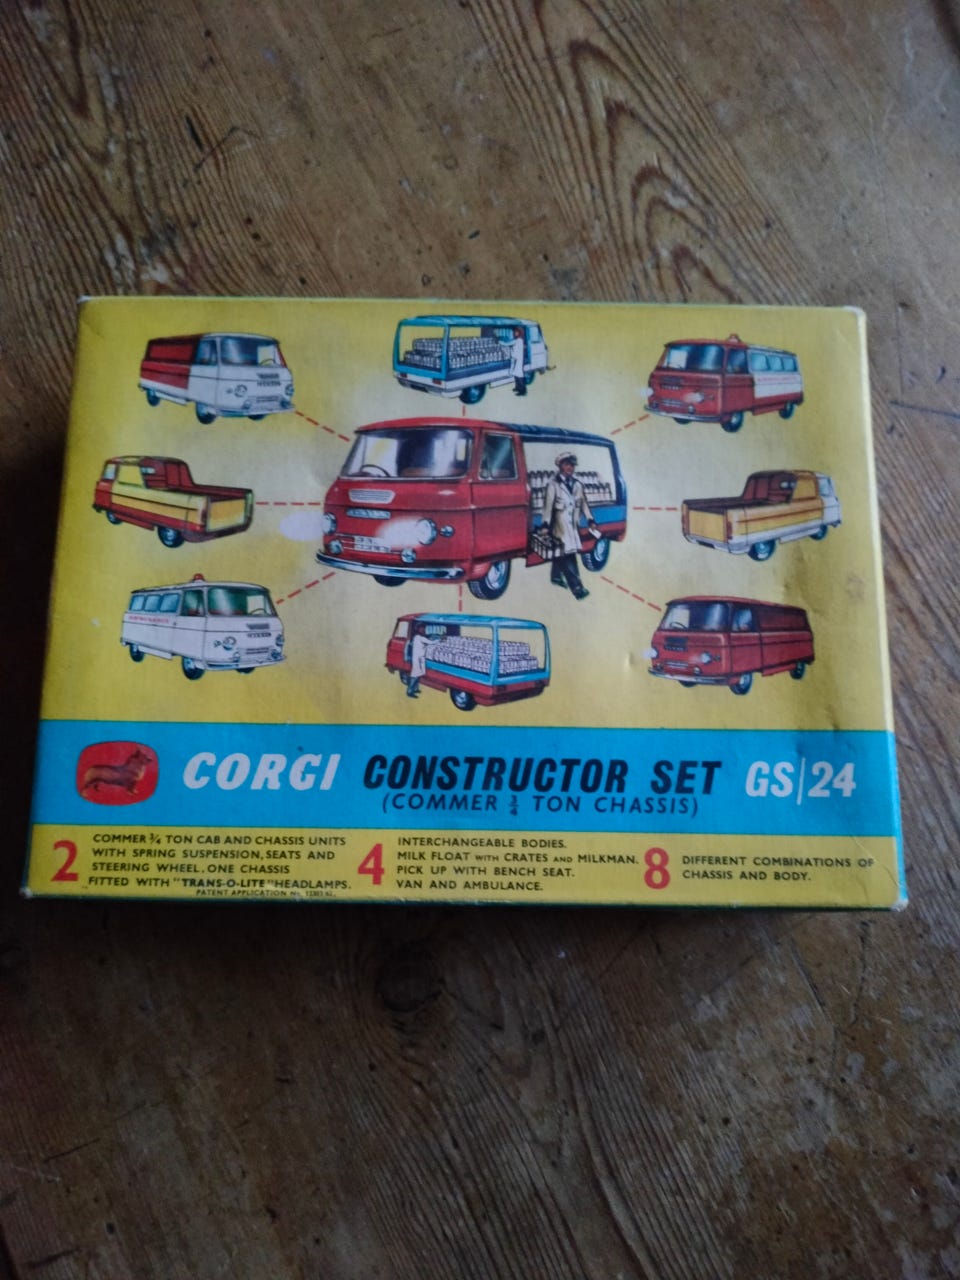 CORGI CONSTRUCTOR SET GS/24
(COMMER ¾ TON CHASSIS)
2 COMMER ¾ TON CAB AND CHASSIS UNITS
WITH SPRING SUSPENSION, SEATS AND
STEERING WHEEL. ONE CHASSIS
FITTED WITH "TRANS-O-LITE" HEADLAMPS.
PATENT APPLICATION No.
4 INTERCHANGEABLE BODIES.
MILK FLOAT WITH CRATES AND MILKMAN.
PICK UP WITH BENCH SEAT.
VAN AND AMBULANCE.
8 DIFFERENT COMBINATIONS OF
CHASSIS AND BODY.